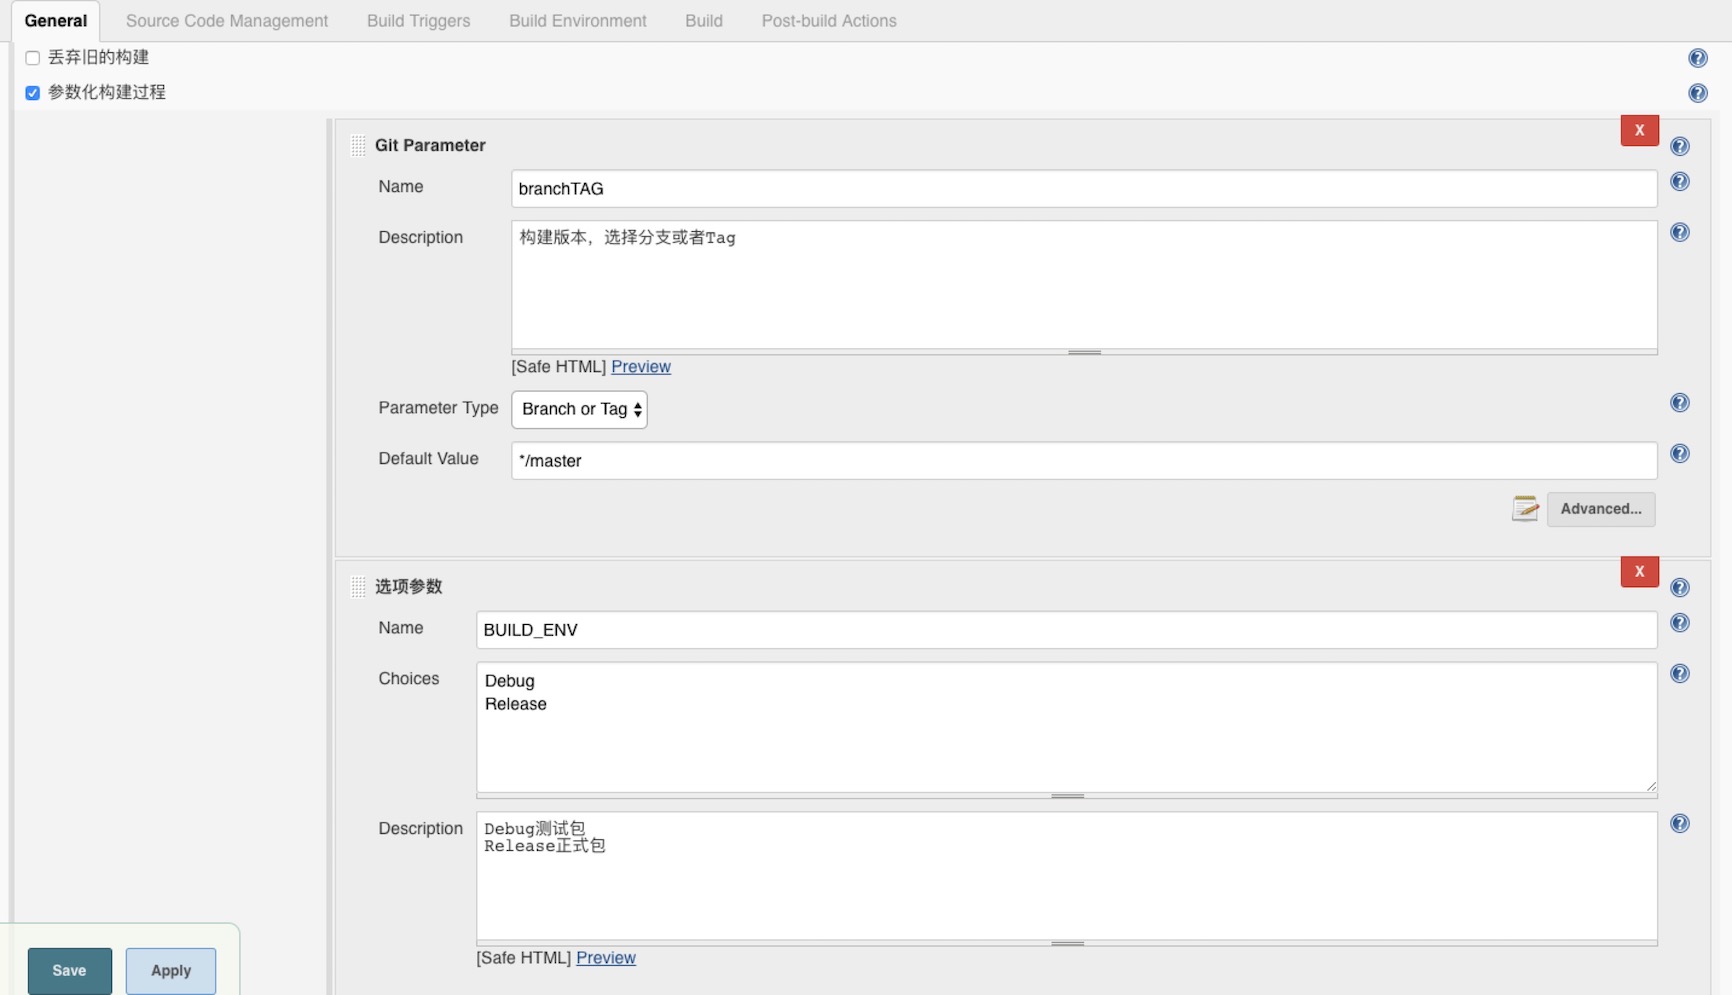 General Source Code Management Build Triggers Build Environment Build Post-build Actions
丢弃旧的构建
参数化构建过程
X
Git Parameter
Name branchTAG
Description 构建版本，选择分支或者Tag
[Safe HTML] Preview
Parameter Type Branch or Tag
Default Value */master
Advanced...
X
选项参数
Name BUILD_ENV
Choices Debug
Release
Description Debug测试包
Release正式包
[Safe HTML] Preview
Save Apply